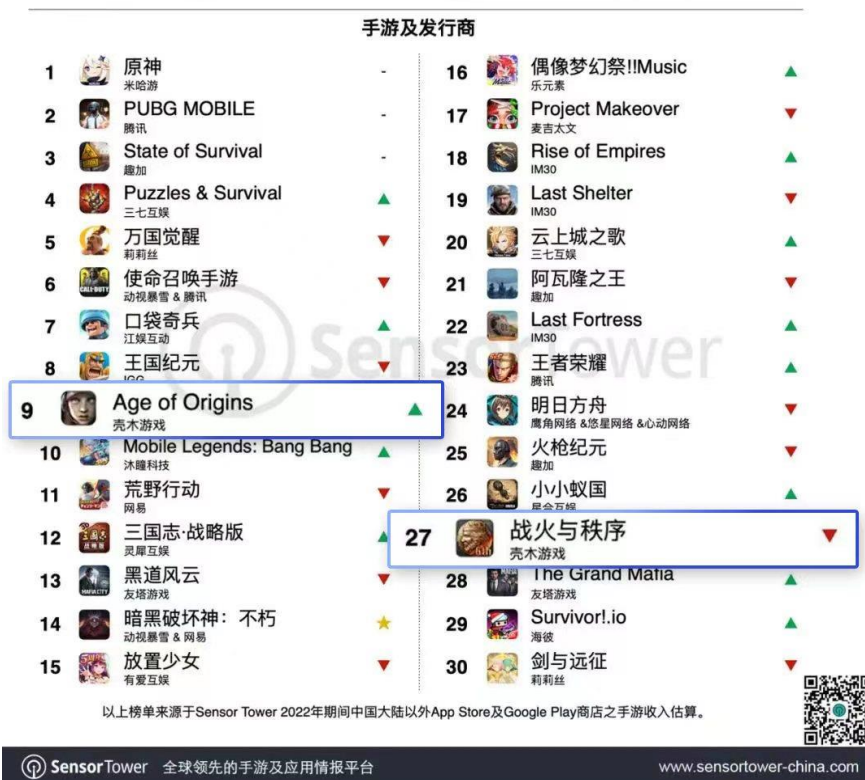 手游及发行商
1 原神 -
米哈游
2 PUBG MOBILE -
腾讯
3 State of Survival -
趣加
4 Puzzles & Survival ▲
三七互娱
5 万国觉醒 ▼
莉莉丝
6 使命召唤手游 ▼
动视暴雪 & 腾讯
7 口袋奇兵 ▲
江娱互动
8 王国纪元 ▼
IGG
9 Age of Origins ▲
壳木游戏
10 Mobile Legends: Bang Bang ▲
沐瞳科技
11 荒野行动 ▼
网易
12 三国志·战略版 ▲
灵犀互娱
13 黑道风云 ▼
友塔游戏
14 暗黑破坏神：不朽 ★
动视暴雪 & 网易
15 放置少女 ▼
有爱互娱
16 偶像梦幻祭!!Music ▲
乐元素
17 Project Makeover ▼
麦吉太文
18 Rise of Empires ▲
IM30
19 Last Shelter ▼
IM30
20 云上城之歌 ▲
三七互娱
21 阿瓦隆之王 ▼
趣加
22 Last Fortress ▲
IM30
23 王者荣耀 ▲
腾讯
24 明日方舟 ▼
鹰角网络 &悠星网络 &心动网络
25 火枪纪元 ▼
趣加
26 小小蚁国 ▲
星合互娱
27 战火与秩序 ▼
壳木游戏
28 The Grand Mafia ▲
友塔游戏
29 Survivor!.io ▲
海彼
30 剑与远征 ▼
莉莉丝
SensorTower
以上榜单来源于Sensor Tower 2022年期间中国大陆以外App Store及Google Play商店之手游收入估算。
SensorTower 全球领先的手游及应用情报平台
www.sensortower-china.com